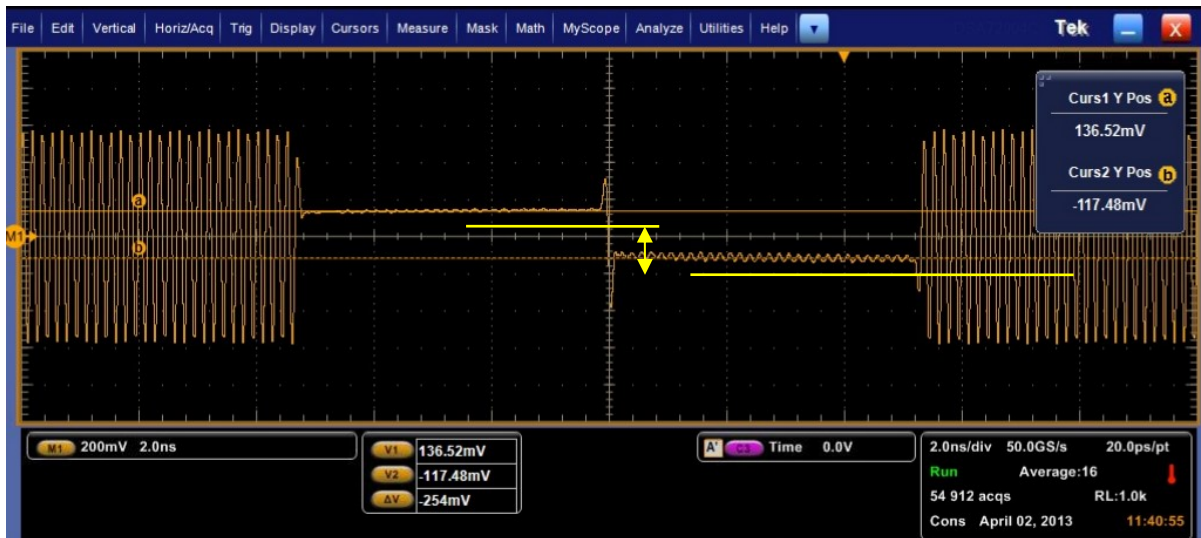 File Edit Vertical Horiz/Acq Trig Display Cursors Measure Mask Math MyScope Analyze Utilities Help Tek X
Curs1 Y Pos a
136.52mV
Curs2 Y Pos b
-117.48mV
a
M1
b
M1 200mV 2.0ns
V1 136.52mV
V2 -117.48mV
ΔV -254mV
A' C3 Time 0.0V
2.0ns/div 50.0GS/s 20.0ps/pt
Run Average:16
54 912 acqs RL:1.0k
Cons April 02, 2013 11:40:55